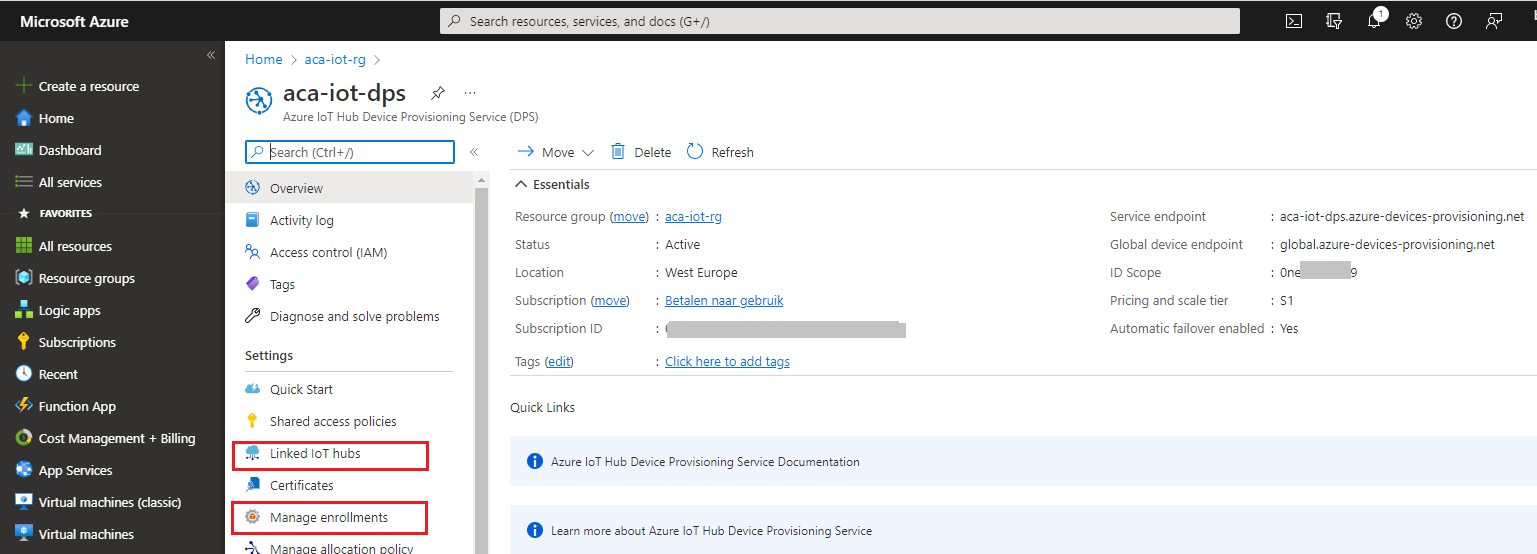 Microsoft Azure
Search resources, services, and docs (G+/)
1
«
Create a resource
Home
Dashboard
All services
FAVORITES
All resources
Resource groups
Logic apps
Subscriptions
Recent
Function App
Cost Management + Billing
App Services
Virtual machines (classic)
Virtual machines
Home > aca-iot-rg >
aca-iot-dps ...
Azure IoT Hub Device Provisioning Service (DPS)
Search (Ctrl+/) «
Overview
Activity log
Access control (IAM)
Tags
Diagnose and solve problems
Settings
Quick Start
Shared access policies
Linked IoT hubs
Certificates
Manage enrollments
Manage allocation policy
Move Delete Refresh
Essentials
Resource group (move) : aca-iot-rg
Status : Active
Location : West Europe
Subscription (move) : Betalen naar gebruik
Subscription ID :
Tags (edit) : Click here to add tags
Service endpoint : aca-iot-dps.azure-devices-provisioning.net
Global device endpoint : global.azure-devices-provisioning.net
ID Scope : 0ne 9
Pricing and scale tier : S1
Automatic failover enabled : Yes
Quick Links
Azure IoT Hub Device Provisioning Service Documentation
Learn more about Azure IoT Hub Device Provisioning Service